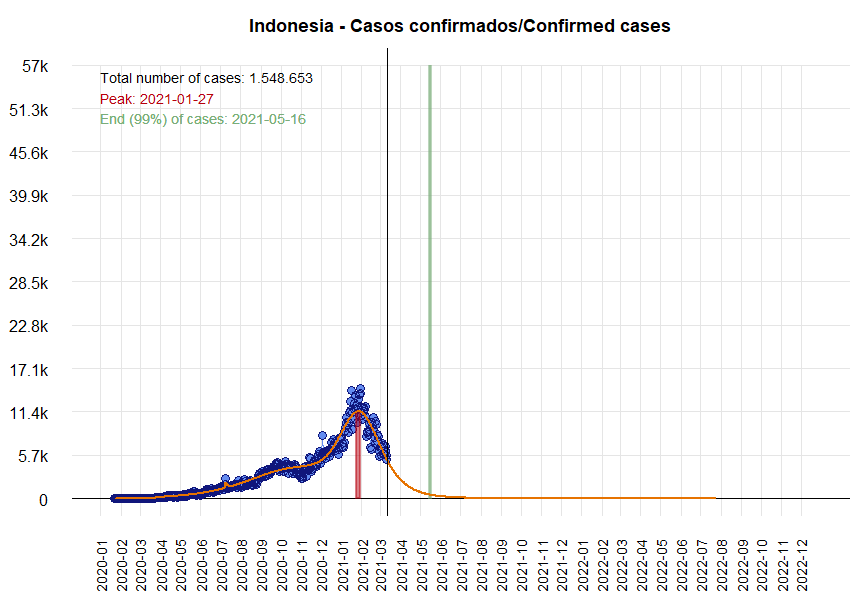 Indonesia - Casos confirmados/Confirmed cases
57k
Total number of cases: 1.548.653
Peak: 2021-01-27
End (99%) of cases: 2021-05-16
51.3k
45.6k
39.9k
34.2k
28.5k
22.8k
17.1k
11.4k
5.7k
0
2020-01
2020-02
2020-03
2020-04
2020-05
2020-06
2020-07
2020-08
2020-09
2020-10
2020-11
2020-12
2021-01
2021-02
2021-03
2021-04
2021-05
2021-06
2021-07
2021-08
2021-09
2021-10
2021-11
2021-12
2022-01
2022-02
2022-03
2022-04
2022-05
2022-06
2022-07
2022-08
2022-09
2022-10
2022-11
2022-12